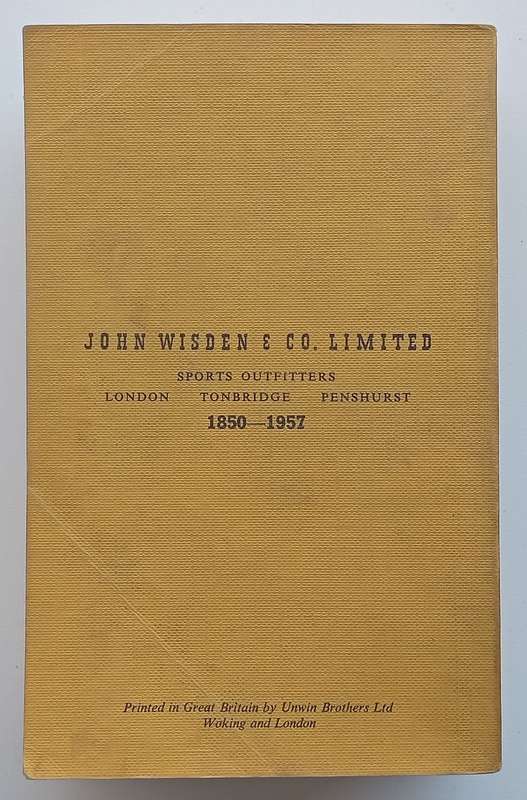 JOHN WISDEN & CO. LIMITED
SPORTS OUTFITTERS
LONDON TONBRIDGE PENSHURST
1850—1957
Printed in Great Britain by Unwin Brothers Ltd
Woking and London